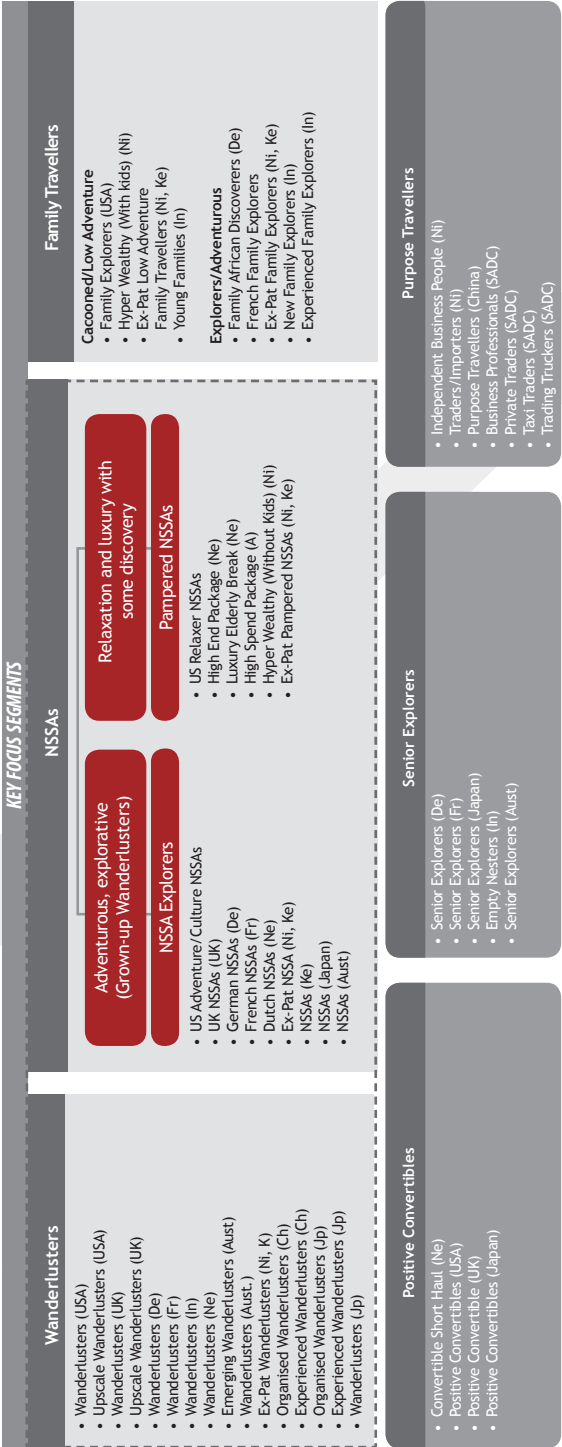 KEY FOCUS SEGMENTS
Wanderlusters
• Wanderlusters (USA)
• Upscale Wanderlusters (USA)
• Wanderlusters (UK)
• Upscale Wanderlusters (UK)
• Wanderlusters (De)
• Wanderlusters (Fr)
• Wanderlusters (In)
• Wanderlusters (Ne)
• Emerging Wanderlusters (Aust)
• Wanderlusters (Aust.)
• Ex-Pat Wanderlusters (Ni, K)
• Organised Wanderlusters (Ch)
• Experienced Wanderlusters (Ch)
• Organised Wanderlusters (Jp)
• Experienced Wanderlusters (Jp)
• Wanderlusters (Jp)
NSSAs
Adventurous, explorative
(Grown-up Wanderlusters)
NSSA Explorers
• US Adventure/Culture NSSAs
• UK NSSAs (UK)
• German NSSAs (De)
• French NSSAs (Fr)
• Dutch NSSAs (Ne)
• Ex-Pat NSSA (Ni, Ke)
• NSSAs (Ke)
• NSSAs (Japan)
• NSSAs (Aust)
Relaxation and luxury with
some discovery
Pampered NSSAs
• US Relaxer NSSAs
• High End Package (Ne)
• Luxury Elderly Break (Ne)
• High Spend Package (A)
• Hyper Wealthy (Without Kids) (Ni)
• Ex-Pat Pampered NSSAs (Ni, Ke)
Family Travellers
Cacooned/Low Adventure
• Family Explorers (USA)
• Hyper Wealthy (With kids) (Ni)
• Ex-Pat Low Adventure
Family Travellers (Ni, Ke)
• Young Families (In)
Explorers/Adventurous
• Family African Discoverers (De)
• French Family Explorers
• Ex-Pat Family Explorers (Ni, Ke)
• New Family Explorers (In)
• Experienced Family Explorers (In)
Positive Convertibles
• Convertible Short Haul (Ne)
• Positive Convertibles (USA)
• Positive Convertible (UK)
• Positive Convertibles (Japan)
Senior Explorers
• Senior Explorers (De)
• Senior Explorers (Fr)
• Senior Explorers (Japan)
• Empty Nesters (In)
• Senior Explorers (Aust)
Purpose Travellers
• Independent Business People (Ni)
• Traders/Importers (Ni)
• Purpose Travellers (China)
• Business Professionals (SADC)
• Private Traders (SADC)
• Taxi Traders (SADC)
• Trading Truckers (SADC)